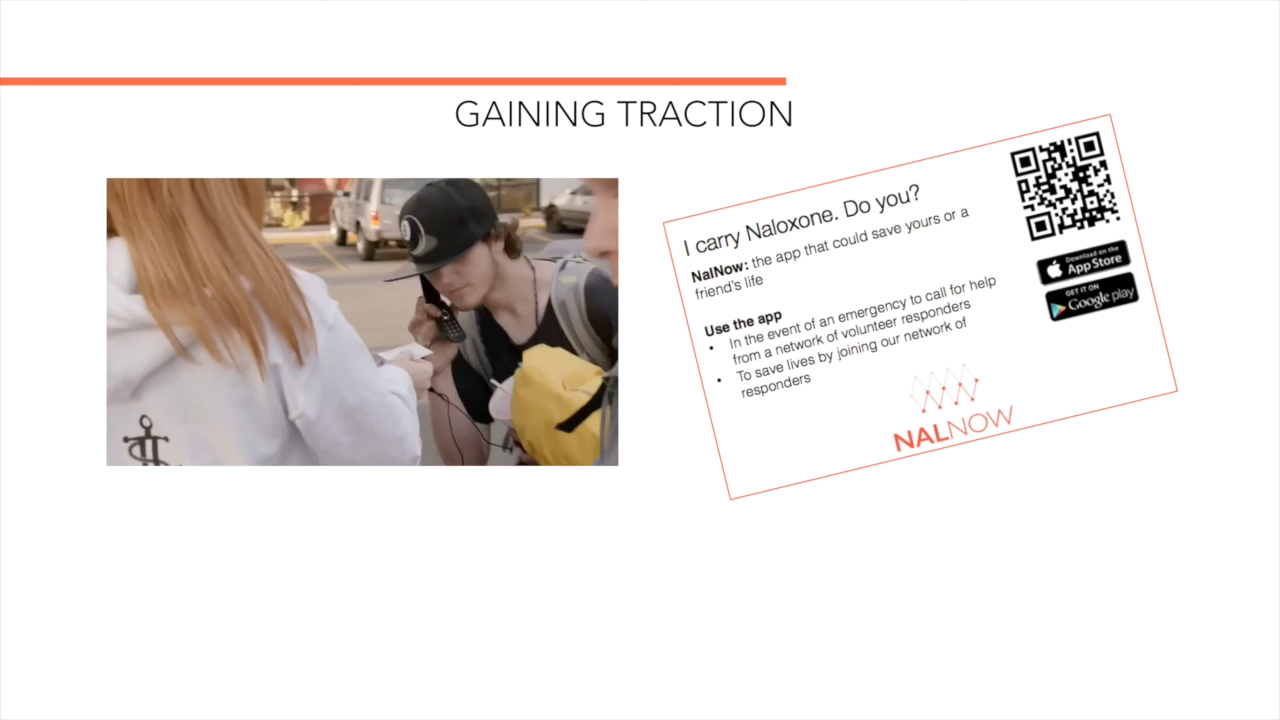 GAINING TRACTION
I carry Naloxone. Do you?
NalNow: the app that could save yours or a
friend's life
Use the app
• In the event of an emergency to call for help
from a network of volunteer responders
• To save lives by joining our network of
responders
NALNOW
Download on the
App Store
GET IT ON
Google play